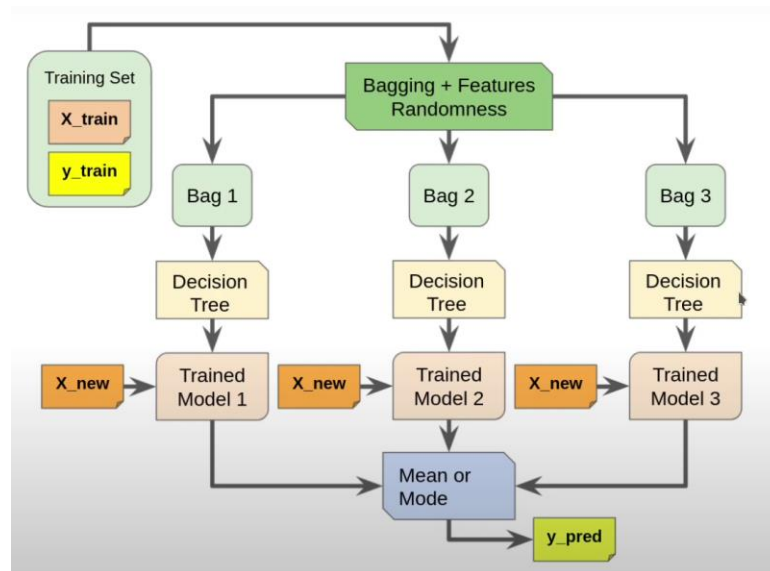 Training Set
X_train
y_train
Bagging + Features
Randomness
Bag 1
Bag 2
Bag 3
Decision
Tree
Decision
Tree
Decision
Tree
X_new
Trained
Model 1
X_new
Trained
Model 2
X_new
Trained
Model 3
Mean or
Mode
y_pred